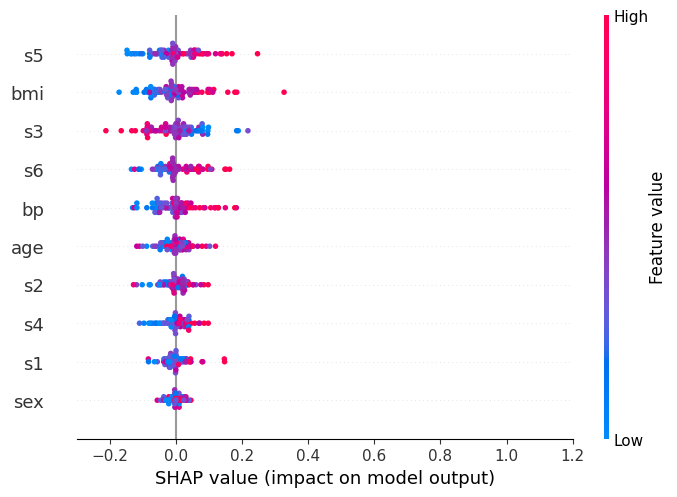 High
s5
bmi
s3
s6
bp
age
s2
s4
s1
sex
Feature value
Low
−0.2 0.0 0.2 0.4 0.6 0.8 1.0 1.2
SHAP value (impact on model output)